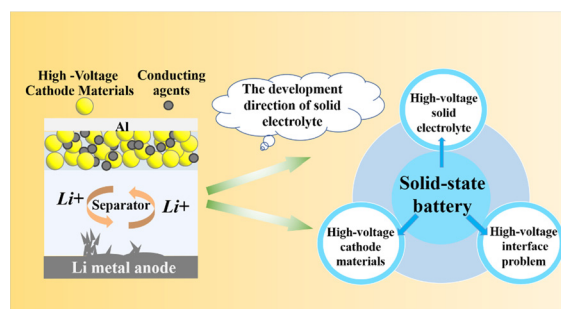 High -Voltage
Cathode Materials
Conducting
agents
Al
Li+
Separator
Li+
Li metal anode
The development
direction of solid
electrolyte
High-voltage
solid
electrolyte
Solid-state
battery
High-voltage
cathode
materials
High-voltage
interface
problem